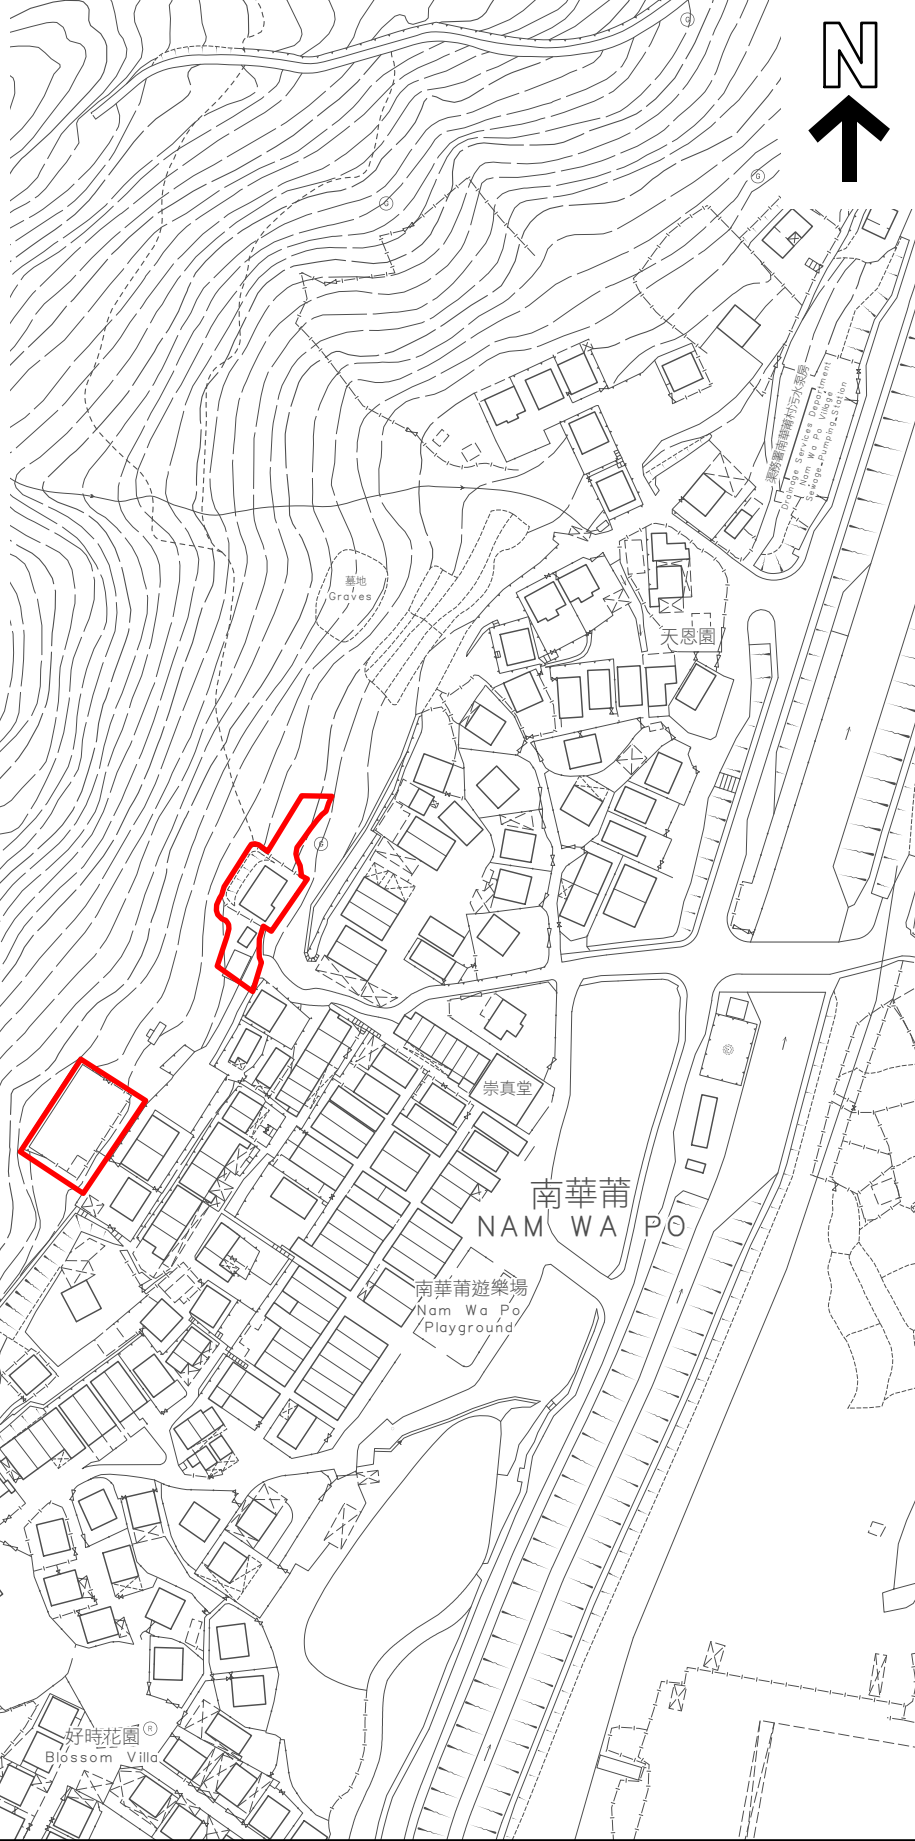 N
G
G
G
渠務署南華莆村污水泵房
Drainage Services Department
Nam Wa Po Village
Sewage Pumping Station
墓地
Graves
天恩園
G
崇真堂
南華莆
NAM WA PO
南華莆遊樂場
Nam Wa Po
Playground
好時花園
R
Blossom Villa